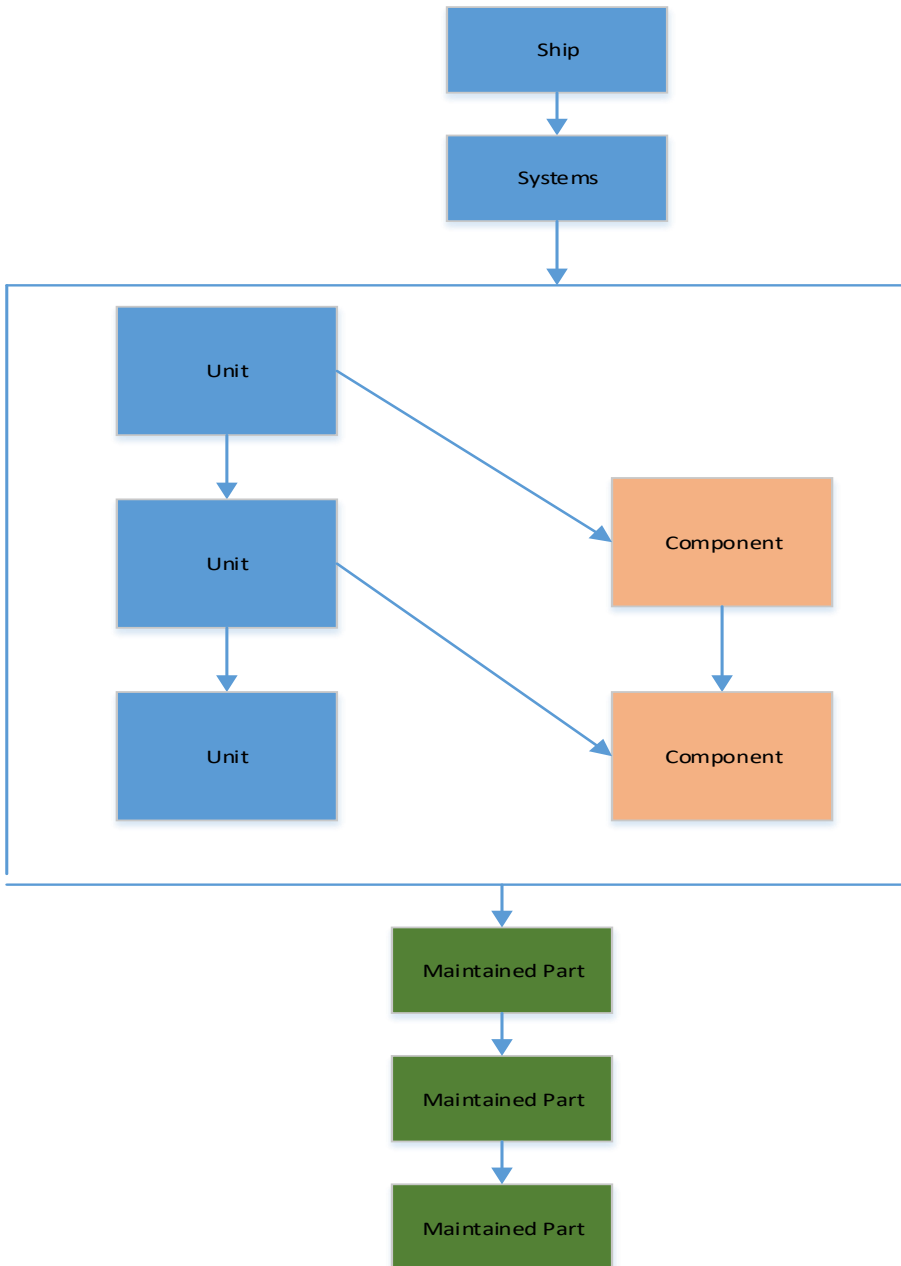 Ship
Systems
Unit
Unit
Component
Unit
Component
Maintained Part
Maintained Part
Maintained Part